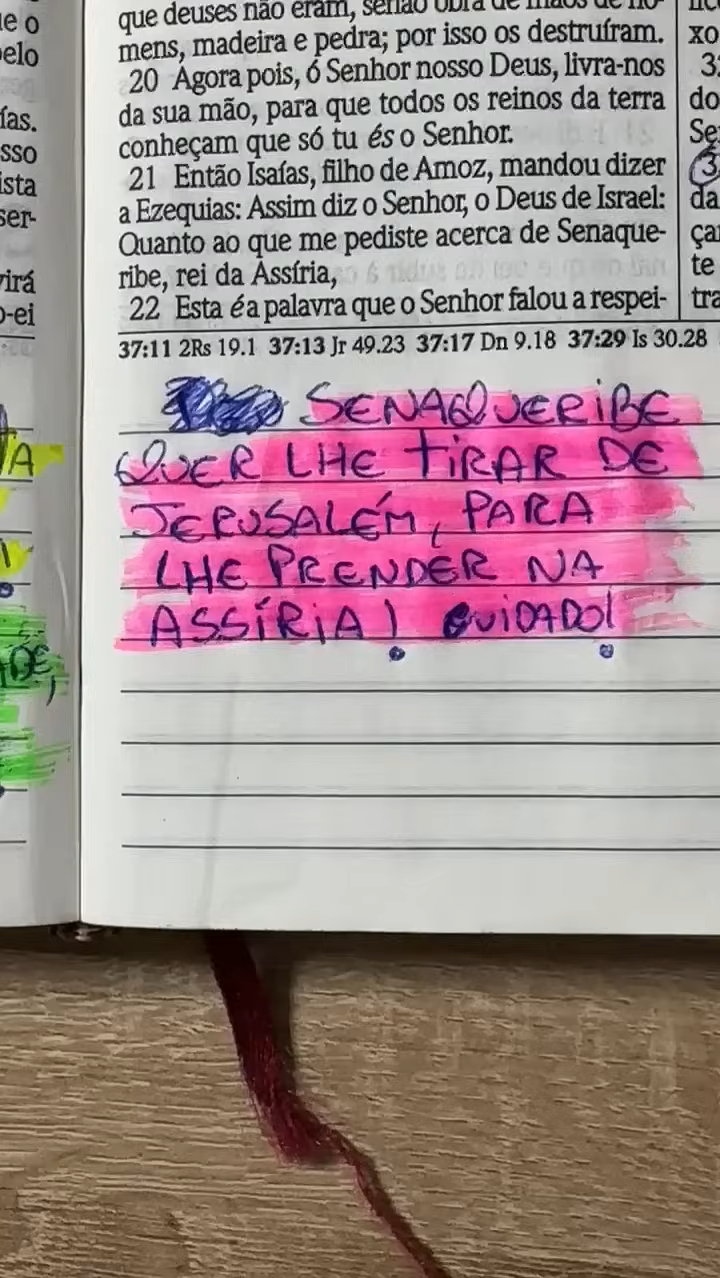 que deuses não eram, senão obra de mãos de ho-
mens, madeira e pedra; por isso os destruíram.
20 Agora pois, ó Senhor nosso Deus, livra-nos
da sua mão, para que todos os reinos da terra
conheçam que só tu és o Senhor.
21 Então Isaías, filho de Amoz, mandou dizer
a Ezequias: Assim diz o Senhor, o Deus de Israel:
Quanto ao que me pediste acerca de Senaque-
ribe, rei da Assíria,
22 Esta é a palavra que o Senhor falou a respei-
37:11 2Rs 19.1 37:13 Jr 49.23 37:17 Dn 9.18 37:29 Is 30.28
SENAQUERIBE
QUER LHE TIRAR DE
JERUSALÉM, PARA
LHE PRENDER NA
ASSÍRIA! CUIDADO!